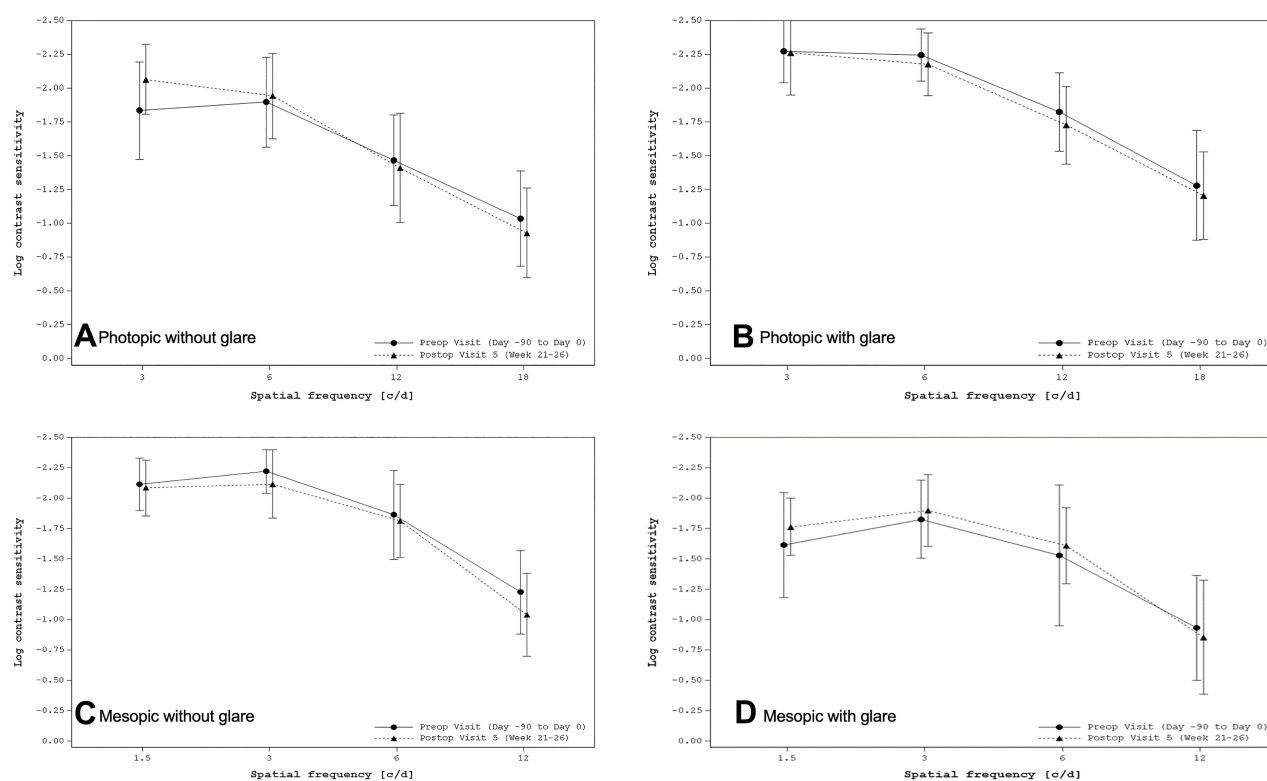 -2.50
-2.25
-2.00
-1.75
-1.50
-1.25
-1.00
-0.75
-0.50
-0.25
0.00
Log contrast sensitivity
A Photopic without glare
Preop Visit (Day -90 to Day 0)
Postop Visit 5 (Week 21-26)
3 6 12 18
Spatial frequency [c/d]
-2.50
-2.25
-2.00
-1.75
-1.50
-1.25
-1.00
-0.75
-0.50
-0.25
0.00
Log contrast sensitivity
B Photopic with glare
Preop Visit (Day -90 to Day 0)
Postop Visit 5 (Week 21-26)
3 6 12 18
Spatial frequency [c/d]
-2.50
-2.25
-2.00
-1.75
-1.50
-1.25
-1.00
-0.75
-0.50
-0.25
0.00
Log contrast sensitivity
C Mesopic without glare
Preop Visit (Day -90 to Day 0)
Postop Visit 5 (Week 21-26)
1.5 3 6 12
Spatial frequency [c/d]
-2.50
-2.25
-2.00
-1.75
-1.50
-1.25
-1.00
-0.75
-0.50
-0.25
0.00
Log contrast sensitivity
D Mesopic with glare
Preop Visit (Day -90 to Day 0)
Postop Visit 5 (Week 21-26)
1.5 3 6 12
Spatial frequency [c/d]